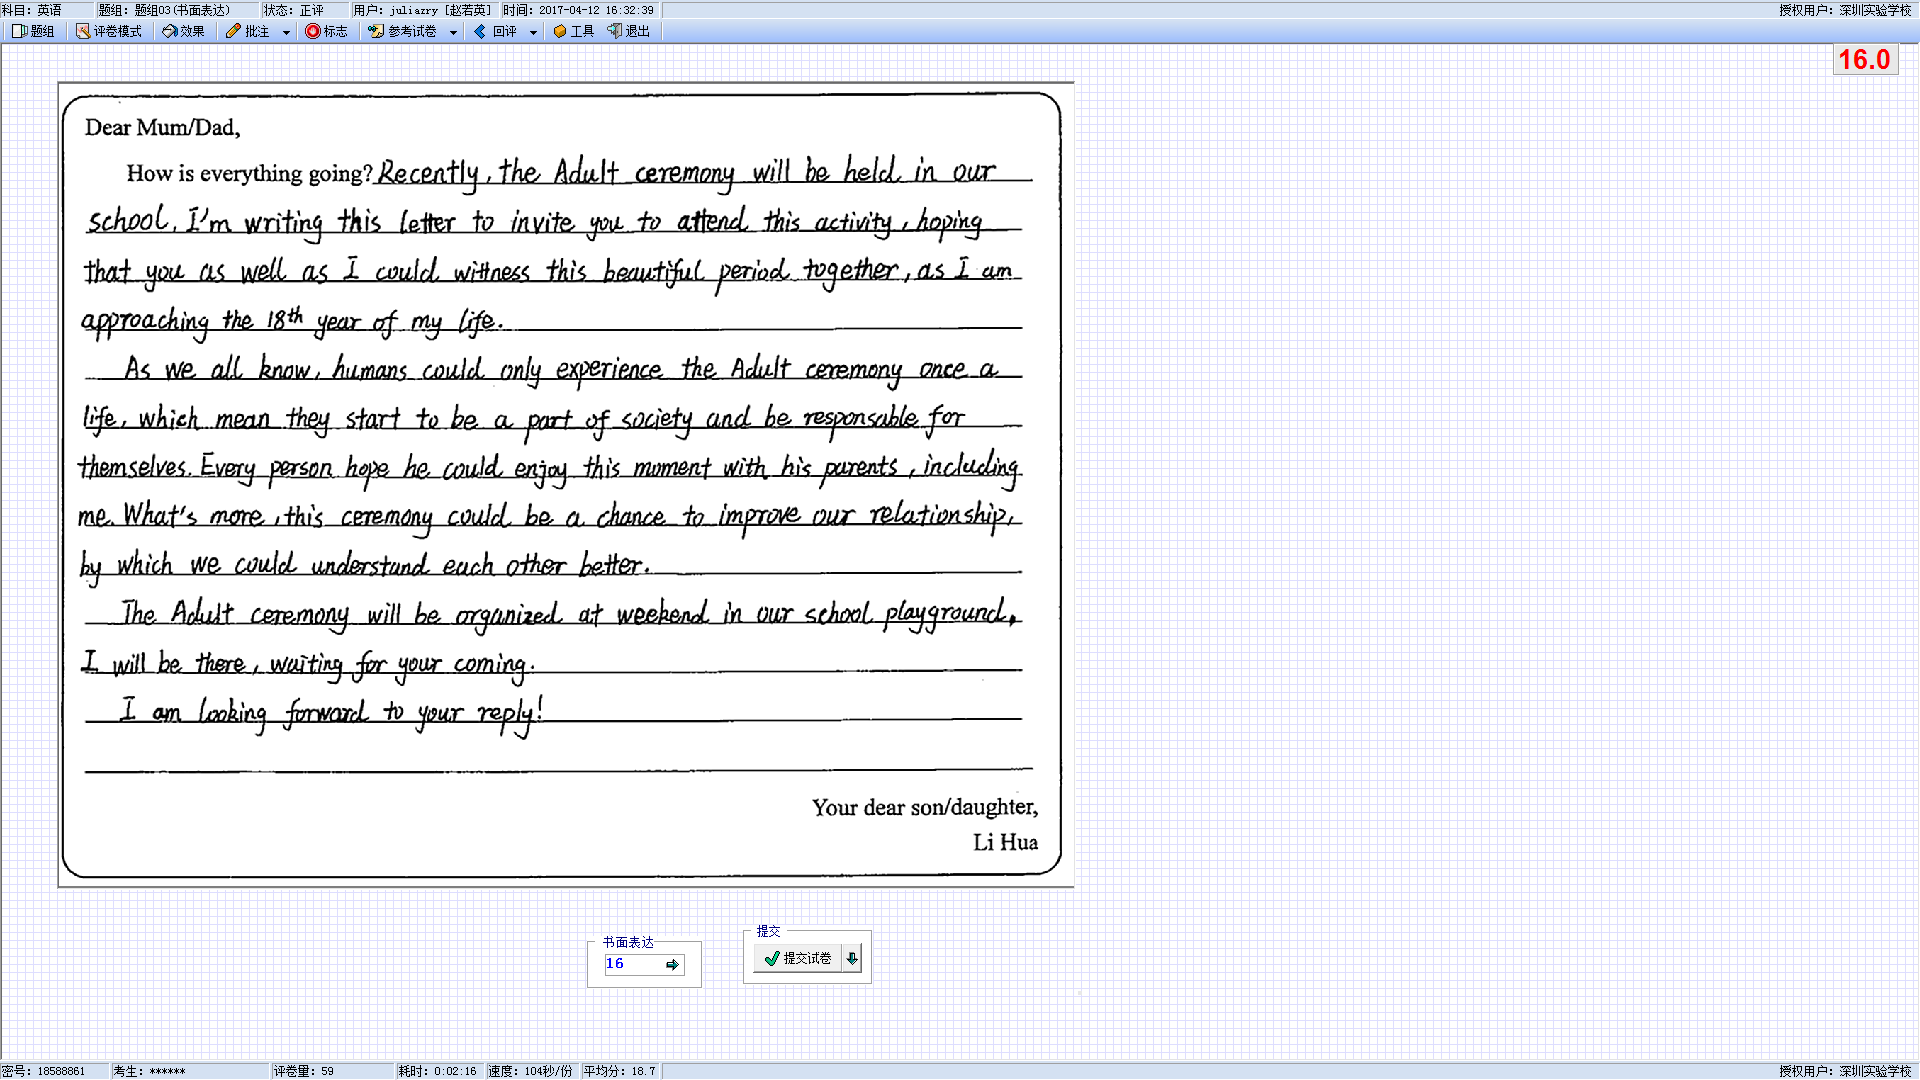 科目: 英语 题组: 题组03(书面表达) 状态: 正评 用户: juliazry [赵若英] 时间: 2017-04-12 16:32:39 授权用户: 深圳实验学校
题组 评卷模式 效果 批注 标志 参考试卷 回评 工具 退出
16.0
Dear Mum/Dad,
How is everything going? Recently, the Adult ceremony will be held in our
school. I'm writing this letter to invite you to attend this activity, hoping
that you as well as I could wittness this beautiful period together, as I am
approaching the 18th year of my life.
As we all know, humans could only experience the Adult ceremony once a
life, which mean they start to be a part of society and be responsable for
themselves. Every person hope he could enjoy this moment with his parents, including
me. What's more, this ceremony could be a chance to improve our relationship,
by which we could understand each other better.
The Adult ceremony will be organized at weekend in our school playground.
I will be there, waiting for your coming.
I am looking forward to your reply!
Your dear son/daughter,
Li Hua
书面表达
16
提交
提交试卷
密号: 18588861 考生: ****** 评卷量: 59 耗时: 0:02:16 速度: 104秒/份 平均分: 18.7 授权用户: 深圳实验学校